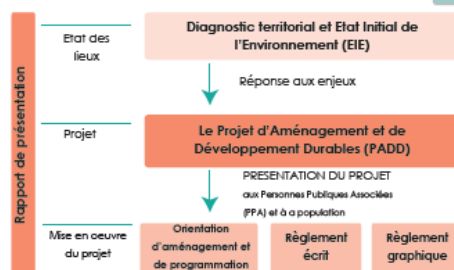 Rapport de présentation
Etat des
lieux
Diagnostic territorial et Etat Initial de
l'Environnement (EIE)
Réponse aux enjeux
Projet
Le Projet d'Aménagement et de
Développement Durables (PADD)
PRESENTATION DU PROJET
aux Personnes Publiques Associées
(PPA) et à a population
Mise en oeuvre
du projet
Orientation
d'aménagement et
de programmation
Règlement
écrit
Règlement
graphique